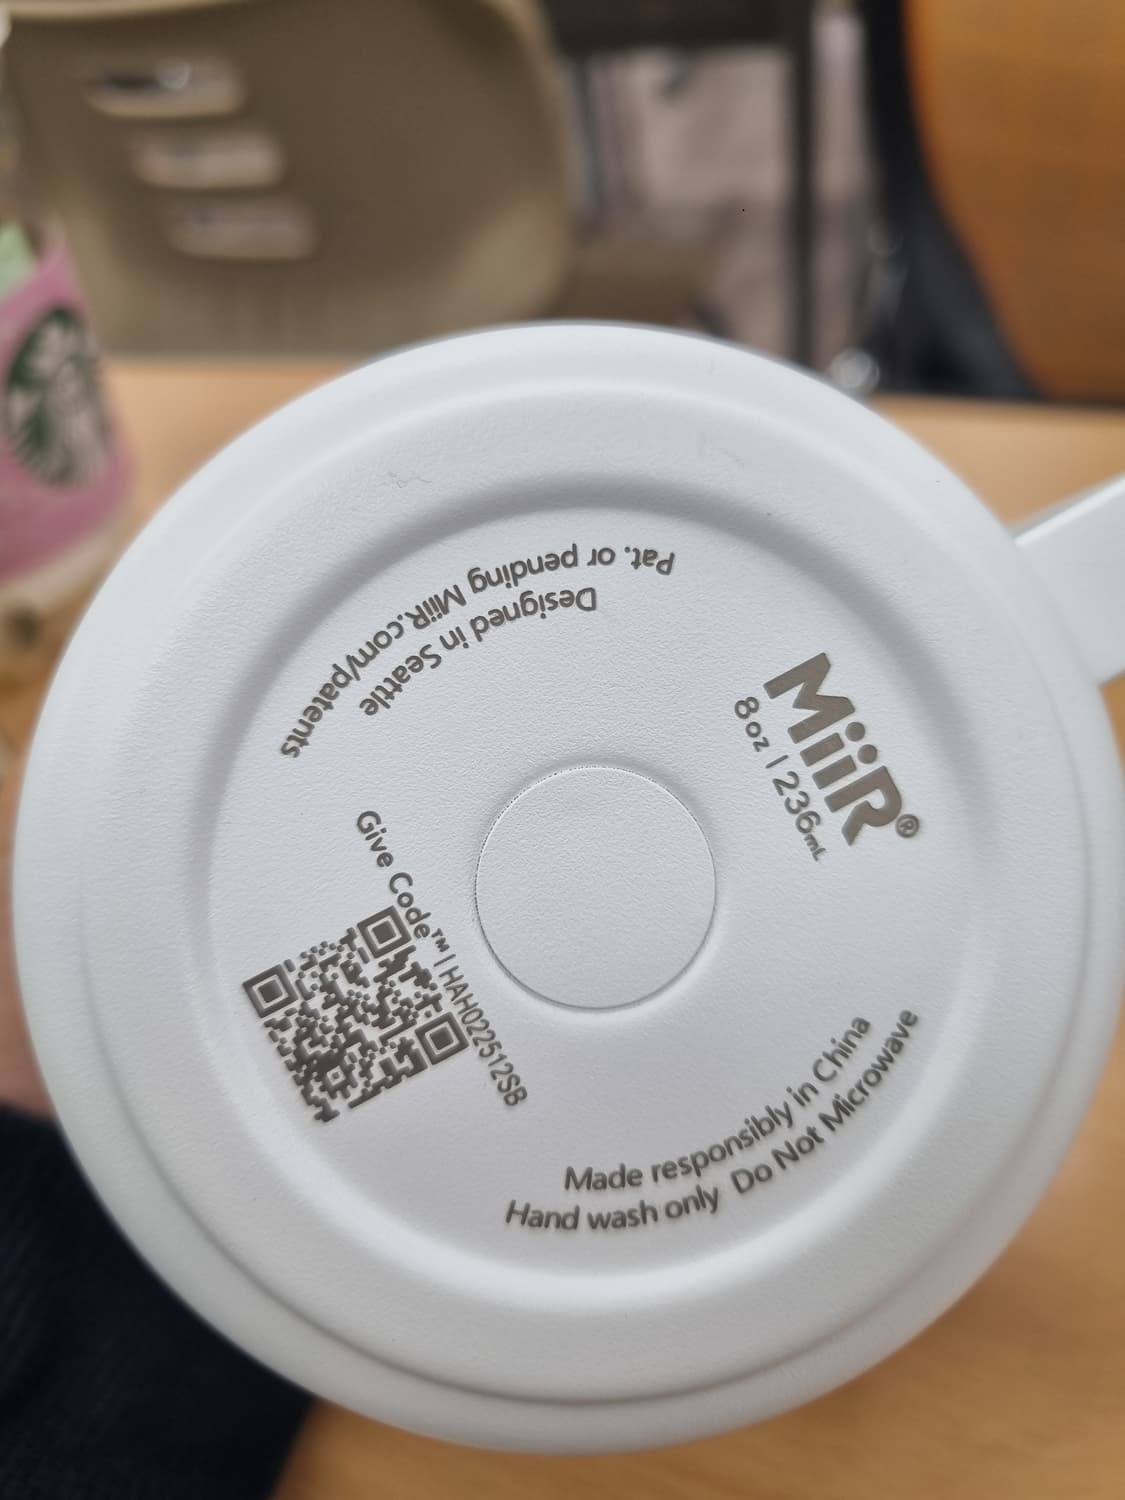 MiiR®
8oz | 236mL
Made responsibly in China
Hand wash only Do Not Microwave
Give Code™ | HAH022512SB
Designed in Seattle
Pat. or pending MiiR.com/patents